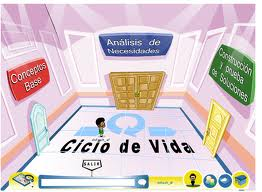 Análisis de
Necesidades
Conceptos
Base
Construcción
y prueba
de Soluciones
Ciclo de Vida
SALIR